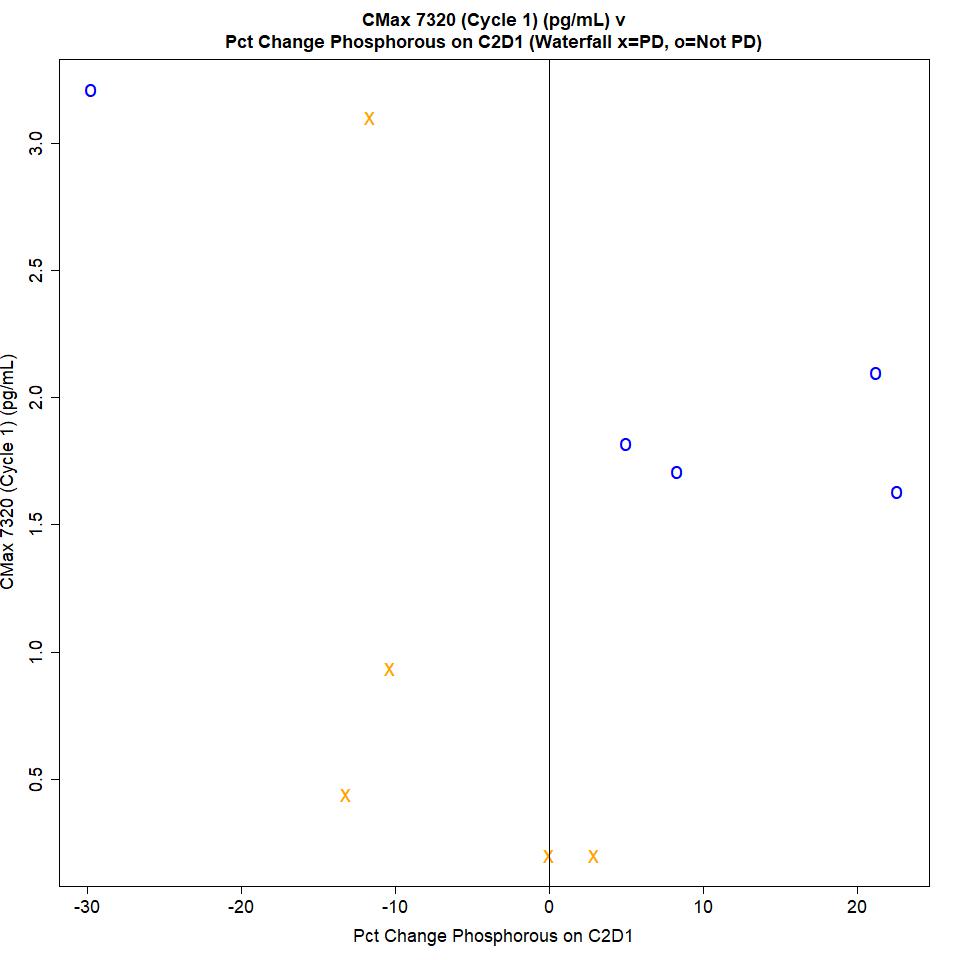 CMax 7320 (Cycle 1) (pg/mL) v
Pct Change Phosphorous on C2D1 (Waterfall x=PD, o=Not PD)
CMax 7320 (Cycle 1) (pg/mL)
3.0
2.5
2.0
1.5
1.0
0.5
o
x
o
o
o
o
x
x
x
x
-30
-20
-10
0
10
20
Pct Change Phosphorous on C2D1